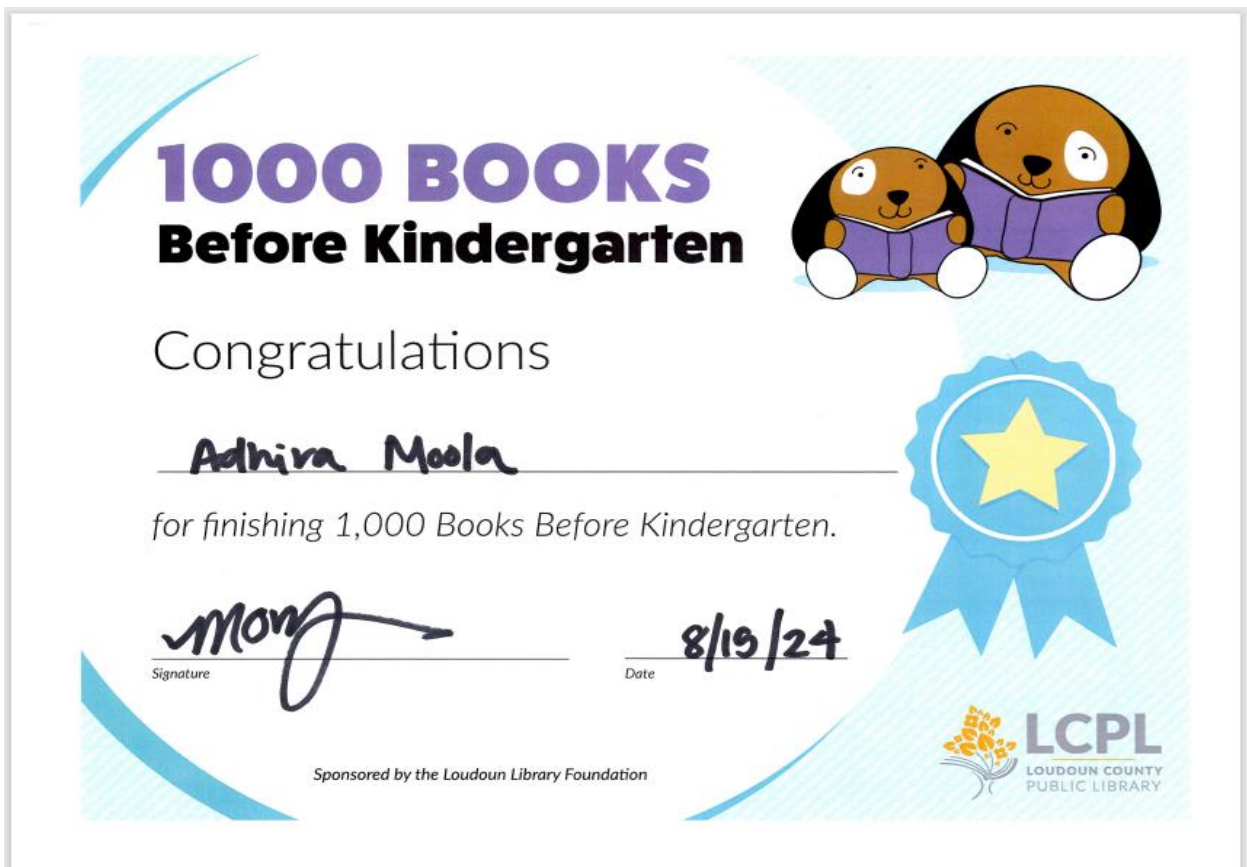 1000 BOOKS
Before Kindergarten
Congratulations
Adhira Moola
for finishing 1,000 Books Before Kindergarten.
Signature
8/19/24
Date
Sponsored by the Loudoun Library Foundation
LCPL
LOUDOUN COUNTY
PUBLIC LIBRARY